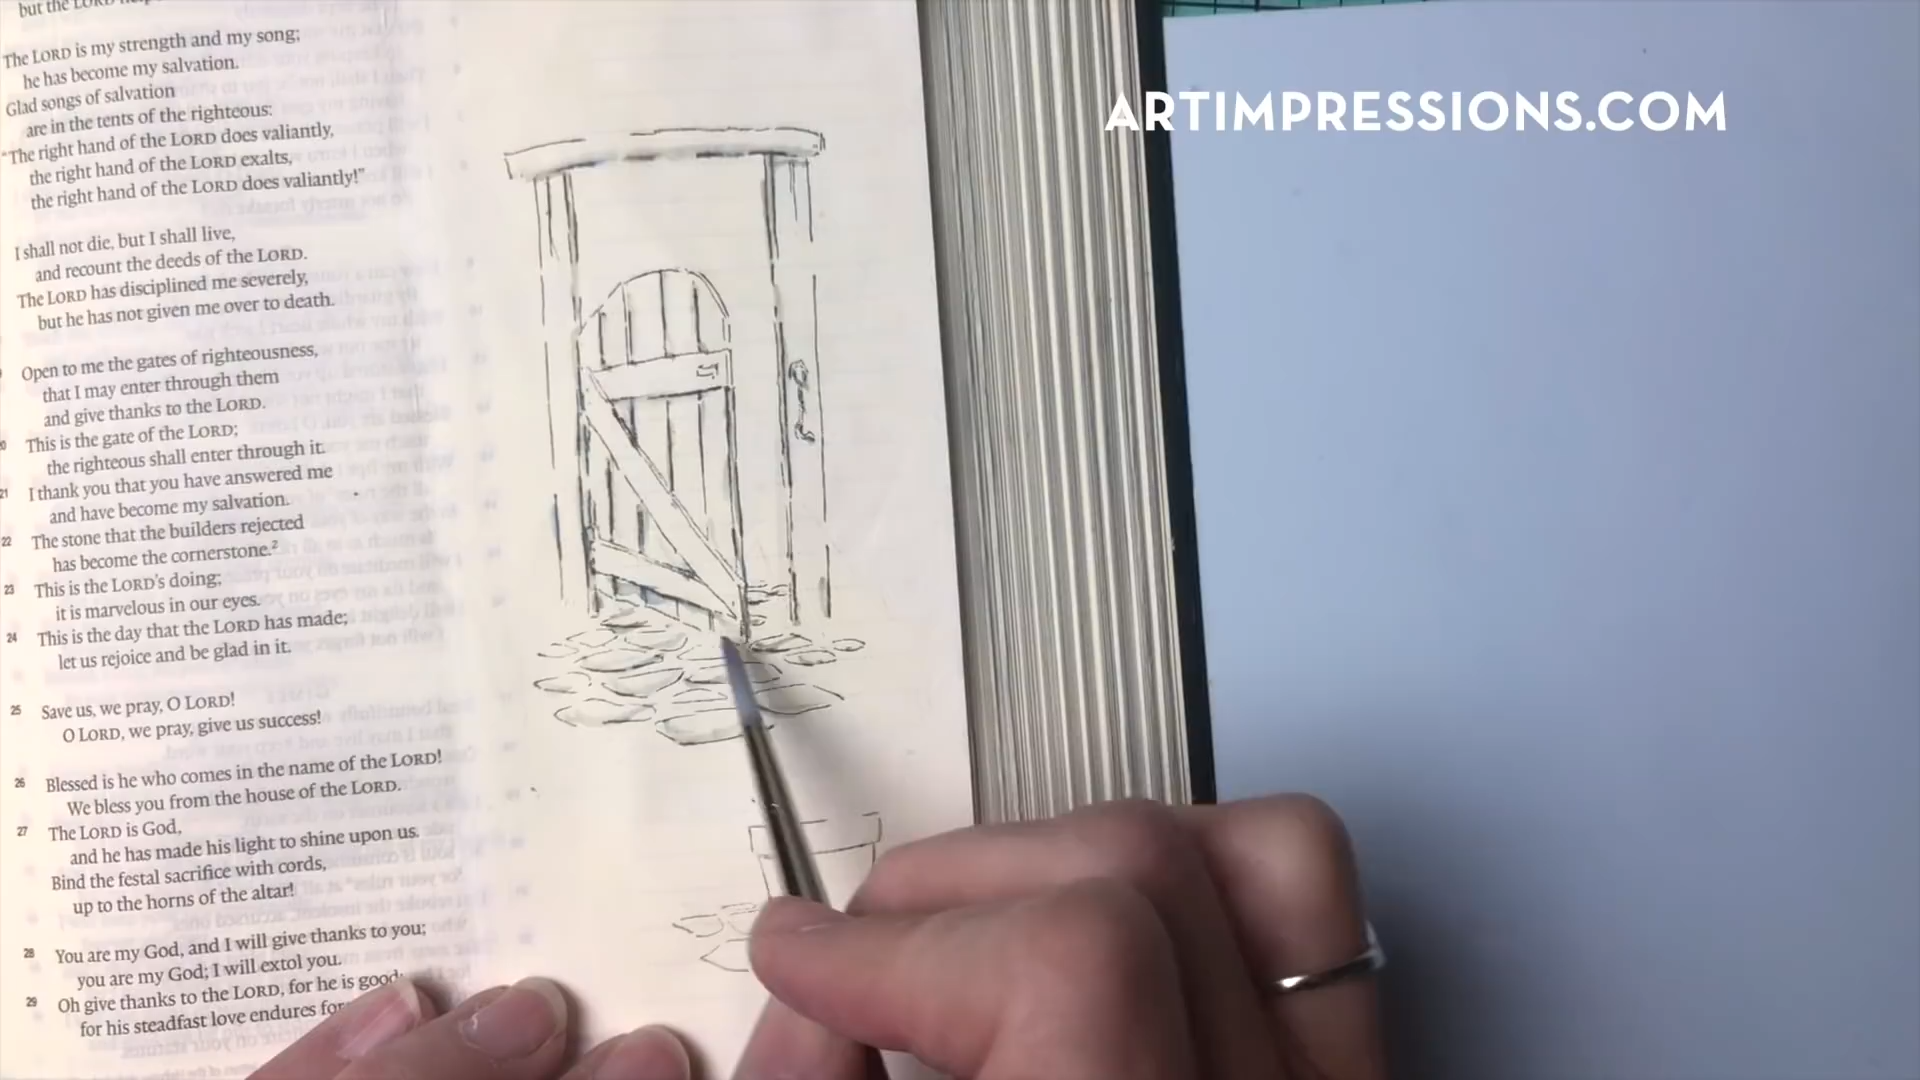 but the LORD
The LORD is my strength and my song;
he has become my salvation.
Glad songs of salvation
are in the tents of the righteous:
“The right hand of the LORD does valiantly,
the right hand of the LORD exalts,
the right hand of the LORD does valiantly!”
I shall not die, but I shall live,
and recount the deeds of the LORD.
The LORD has disciplined me severely,
but he has not given me over to death.
Open to me the gates of righteousness,
that I may enter through them
and give thanks to the LORD.
This is the gate of the LORD;
the righteous shall enter through it.
21 I thank you that you have answered me
and have become my salvation.
22 The stone that the builders rejected
has become the cornerstone.2
23 This is the LORD’s doing;
it is marvelous in our eyes.
24 This is the day that the LORD has made;
let us rejoice and be glad in it.
25 Save us, we pray, O LORD!
O LORD, we pray, give us success!
26 Blessed is he who comes in the name of the LORD!
We bless you from the house of the LORD.
27 The LORD is God,
and he has made his light to shine upon us.
Bind the festal sacrifice with cords,
up to the horns of the altar!
28 You are my God, and I will give thanks to you;
you are my God; I will extol you.
29 Oh give thanks to the LORD, for he is good;
for his steadfast love endures for
ARTIMPRESSIONS.COM